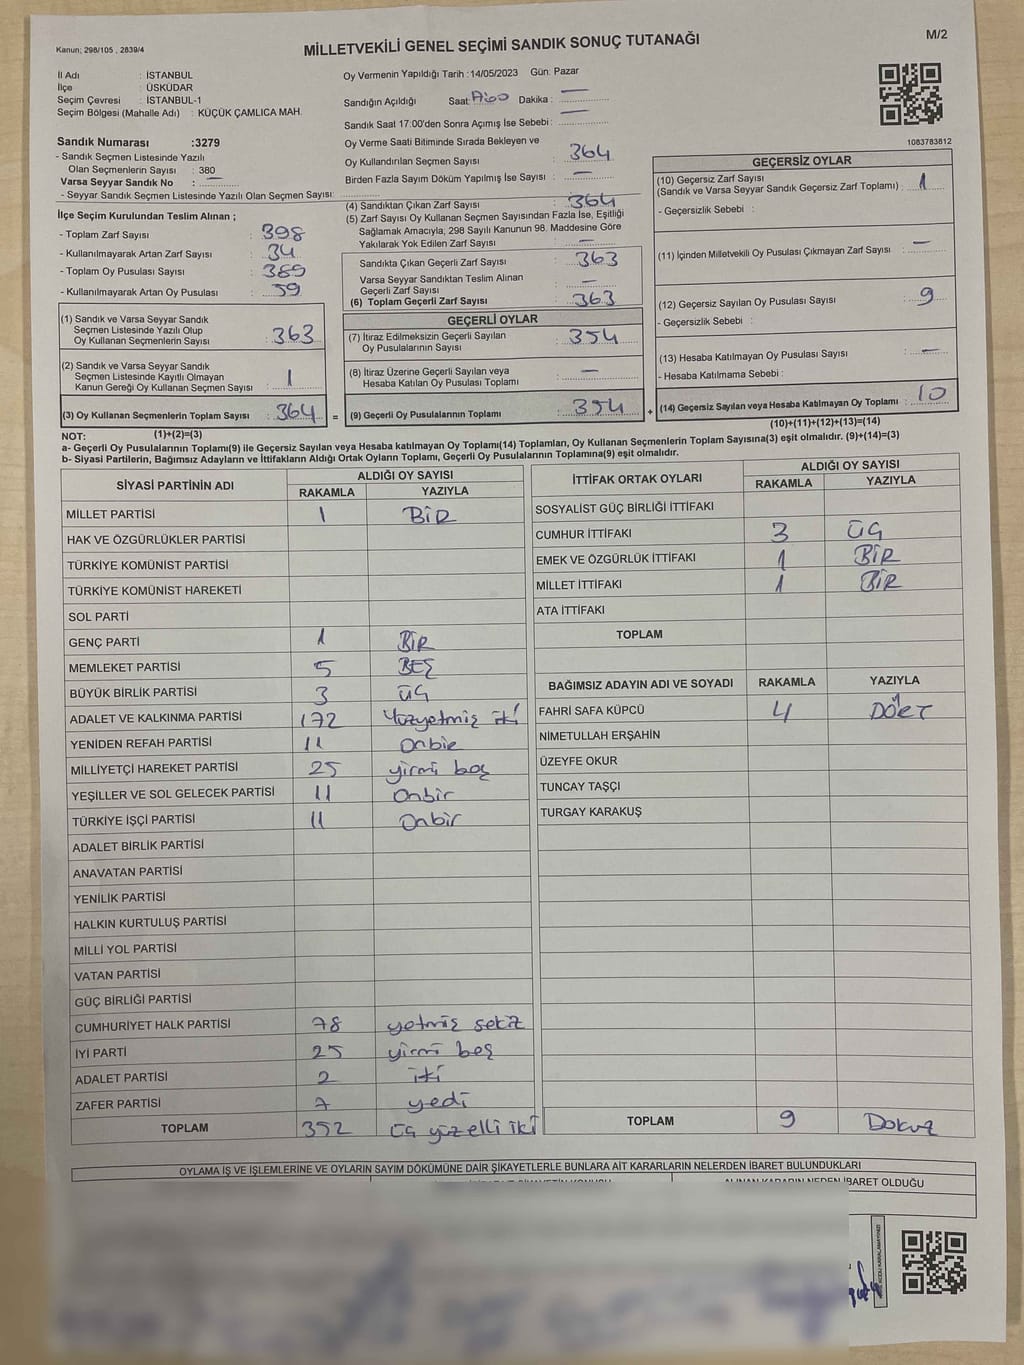 Kanun; 298/105 , 2839/4
MİLLETVEKİLİ GENEL SEÇİMİ SANDIK SONUÇ TUTANAĞI
M/2
İl Adı : İSTANBUL
İlçe : ÜSKÜDAR
Seçim Çevresi : İSTANBUL-1
Seçim Bölgesi (Mahalle Adı) : KÜÇÜK ÇAMLICA MAH.
Oy Vermenin Yapıldığı Tarih :14/05/2023 Gün: Pazar
Sandığın Açıldığı Saat: Dakika : —
Sandık Saat 17:00'den Sonra Açımış İse Sebebi : —
1083783812
Sandık Numarası :3279
- Sandık Seçmen Listesinde Yazılı
Olan Seçmenlerin Sayısı : 380
Varsa Seyyar Sandık No : —
- Seyyar Sandık Seçmen Listesinde Yazılı Olan Seçmen Sayısı:
Oy Verme Saati Bitiminde Sırada Bekleyen ve
Oy Kullandırılan Seçmen Sayısı : 364
Birden Fazla Sayım Döküm Yapılmış İse Sayısı : —
İlçe Seçim Kurulundan Teslim Alınan ;
- Toplam Zarf Sayısı : 398
- Kullanılmayarak Artan Zarf Sayısı : 34
- Toplam Oy Pusulası Sayısı : 389
- Kullanılmayarak Artan Oy Pusulası : 59
(4) Sandıktan Çıkan Zarf Sayısı : 364
(5) Zarf Sayısı Oy Kullanan Seçmen Sayısından Fazla İse, Eşitliği
Sağlamak Amacıyla, 298 Sayılı Kanunun 98. Maddesine Göre
Yakılarak Yok Edilen Zarf Sayısı : —
Sandıkta Çıkan Geçerli Zarf Sayısı : 363
Varsa Seyyar Sandıktan Teslim Alınan
Geçerli Zarf Sayısı : —
(6) Toplam Geçerli Zarf Sayısı : 363
GEÇERSİZ OYLAR
(10) Geçersiz Zarf Sayısı
(Sandık ve Varsa Seyyar Sandık Geçersiz Zarf Toplamı) : 1
- Geçersizlik Sebebi :
(11) İçinden Milletvekili Oy Pusulası Çıkmayan Zarf Sayısı : —
(12) Geçersiz Sayılan Oy Pusulası Sayısı : 9
- Geçersizlik Sebebi :
(13) Hesaba Katılmayan Oy Pusulası Sayısı : —
- Hesaba Katılmama Sebebi :
(14) Geçersiz Sayılan veya Hesaba Katılmayan Oy Toplamı : 10
(10)+(11)+(12)+(13)=(14)
(1) Sandık ve Varsa Seyyar Sandık
Seçmen Listesinde Yazılı Olup
Oy Kullanan Seçmenlerin Sayısı : 363
(2) Sandık ve Varsa Seyyar Sandık
Seçmen Listesinde Kayıtlı Olmayan
Kanun Gereği Oy Kullanan Seçmen Sayısı : 1
(3) Oy Kullanan Seçmenlerin Toplam Sayısı : 364 =
GEÇERLİ OYLAR
(7) İtiraz Edilmeksizin Geçerli Sayılan
Oy Pusulalarının Sayısı : 354
(8) İtiraz Üzerine Geçerli Sayılan veya
Hesaba Katılan Oy Pusulası Toplamı : —
(9) Geçerli Oy Pusulalarının Toplamı : 354 +
NOT: (1)+(2)=(3)
a- Geçerli Oy Pusulalarının Toplamı(9) ile Geçersiz Sayılan veya Hesaba katılmayan Oy Toplamı(14) Toplamları, Oy Kullanan Seçmenlerin Toplam Sayısına(3) eşit olmalıdır. (9)+(14)=(3)
b- Siyasi Partilerin, Bağımsız Adayların ve İttifakların Aldığı Ortak Oyların Toplamı, Geçerli Oy Pusulalarının Toplamına(9) eşit olmalıdır.
SİYASİ PARTİNİN ADI ALDIĞI OY SAYISI
RAKAMLA YAZIYLA
MİLLET PARTİSİ 1 BİR
HAK VE ÖZGÜRLÜKLER PARTİSİ
TÜRKİYE KOMÜNİST PARTİSİ
TÜRKİYE KOMÜNİST HAREKETİ
SOL PARTİ
GENÇ PARTİ 1 BİR
MEMLEKET PARTİSİ 5 BEŞ
BÜYÜK BİRLİK PARTİSİ 3 ÜÇ
ADALET VE KALKINMA PARTİSİ 172 Yüzyetmiş iki
YENİDEN REFAH PARTİSİ 11 Onbir
MİLLİYETÇİ HAREKET PARTİSİ 25 yirmi beş
YEŞİLLER VE SOL GELECEK PARTİSİ 11 Onbir
TÜRKİYE İŞÇİ PARTİSİ 11 Onbir
ADALET BİRLİK PARTİSİ
ANAVATAN PARTİSİ
YENİLİK PARTİSİ
HALKIN KURTULUŞ PARTİSİ
MİLLİ YOL PARTİSİ
VATAN PARTİSİ
GÜÇ BİRLİĞİ PARTİSİ
CUMHURİYET HALK PARTİSİ 78 yetmiş sekiz
İYİ PARTİ 25 yirmi beş
ADALET PARTİSİ 2 iki
ZAFER PARTİSİ 7 yedi
TOPLAM 352 üç yüzelli iki
İTTİFAK ORTAK OYLARI ALDIĞI OY SAYISI
RAKAMLA YAZIYLA
SOSYALİST GÜÇ BİRLİĞİ İTTİFAKI
CUMHUR İTTİFAKI 3 ÜÇ
EMEK VE ÖZGÜRLÜK İTTİFAKI 1 BİR
MİLLET İTTİFAKI 1 BİR
ATA İTTİFAKI
TOPLAM
BAĞIMSIZ ADAYIN ADI VE SOYADI RAKAMLA YAZIYLA
FAHRİ SAFA KÜPCÜ 4 DÖRT
NİMETULLAH ERŞAHİN
ÜZEYFE OKUR
TUNCAY TAŞÇI
TURGAY KARAKUŞ
TOPLAM 9 Dokuz
OYLAMA İŞ VE İŞLEMLERİNE VE OYLARIN SAYIM DÖKÜMÜNE DAİR ŞİKAYETLERLE BUNLARA AİT KARARLARIN NELERDEN İBARET BULUNDUKLARI
ALINAN KARARIN NEDEN İBARET OLDUĞU